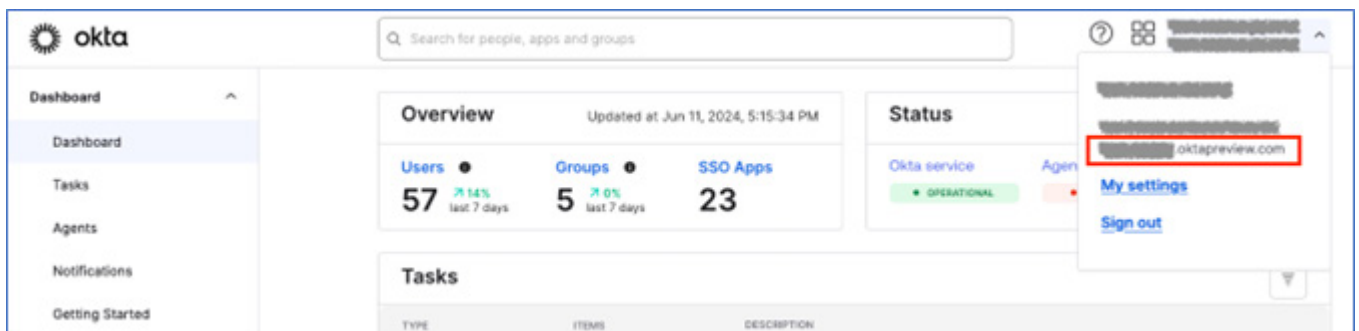 okta
Search for people, apps and groups
Dashboard
Dashboard
Tasks
Agents
Notifications
Getting Started
Overview
Updated at Jun 11, 2024, 5:15:34 PM
Users
Groups
SSO Apps
57
14%
last 7 days
5
0%
last 7 days
23
Tasks
TYPE ITEMS DESCRIPTION
Status
Okta service
OPERATIONAL
.oktapreview.com
My settings
Sign out